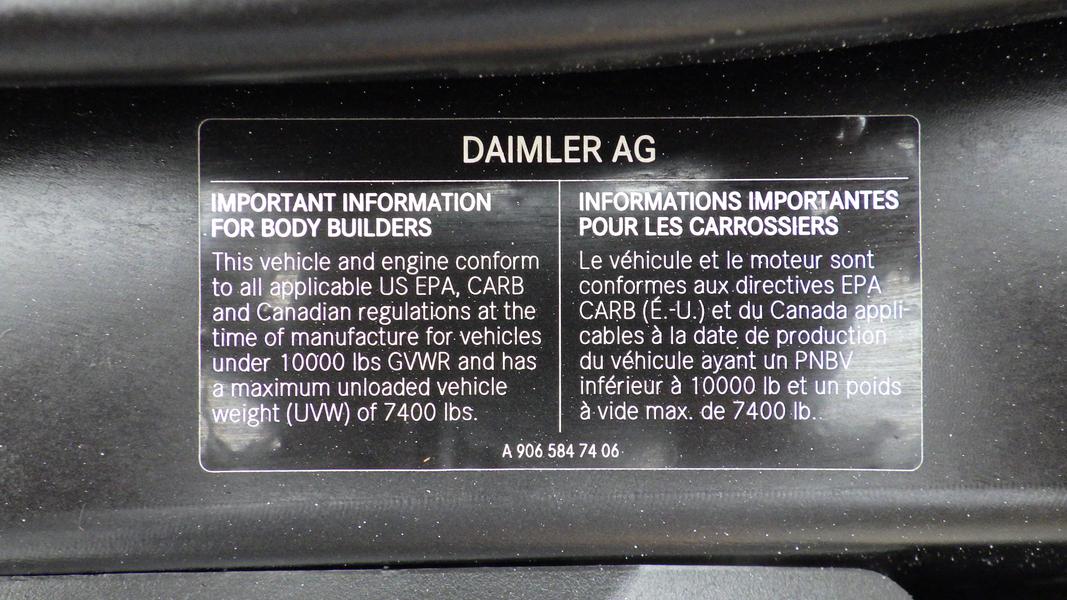 DAIMLER AG
IMPORTANT INFORMATION
FOR BODY BUILDERS
This vehicle and engine conform
to all applicable US EPA, CARB
and Canadian regulations at the
time of manufacture for vehicles
under 10000 lbs GVWR and has
a maximum unloaded vehicle
weight (UVW) of 7400 lbs.
INFORMATIONS IMPORTANTES
POUR LES CARROSSIERS
Le véhicule et le moteur sont
conformes aux directives EPA
CARB (É.-U.) et du Canada appli-
cables à la date de production
du véhicule ayant un PNBV
inférieur à 10000 lb et un poids
à vide max. de 7400 lb.
A 906 584 74 06